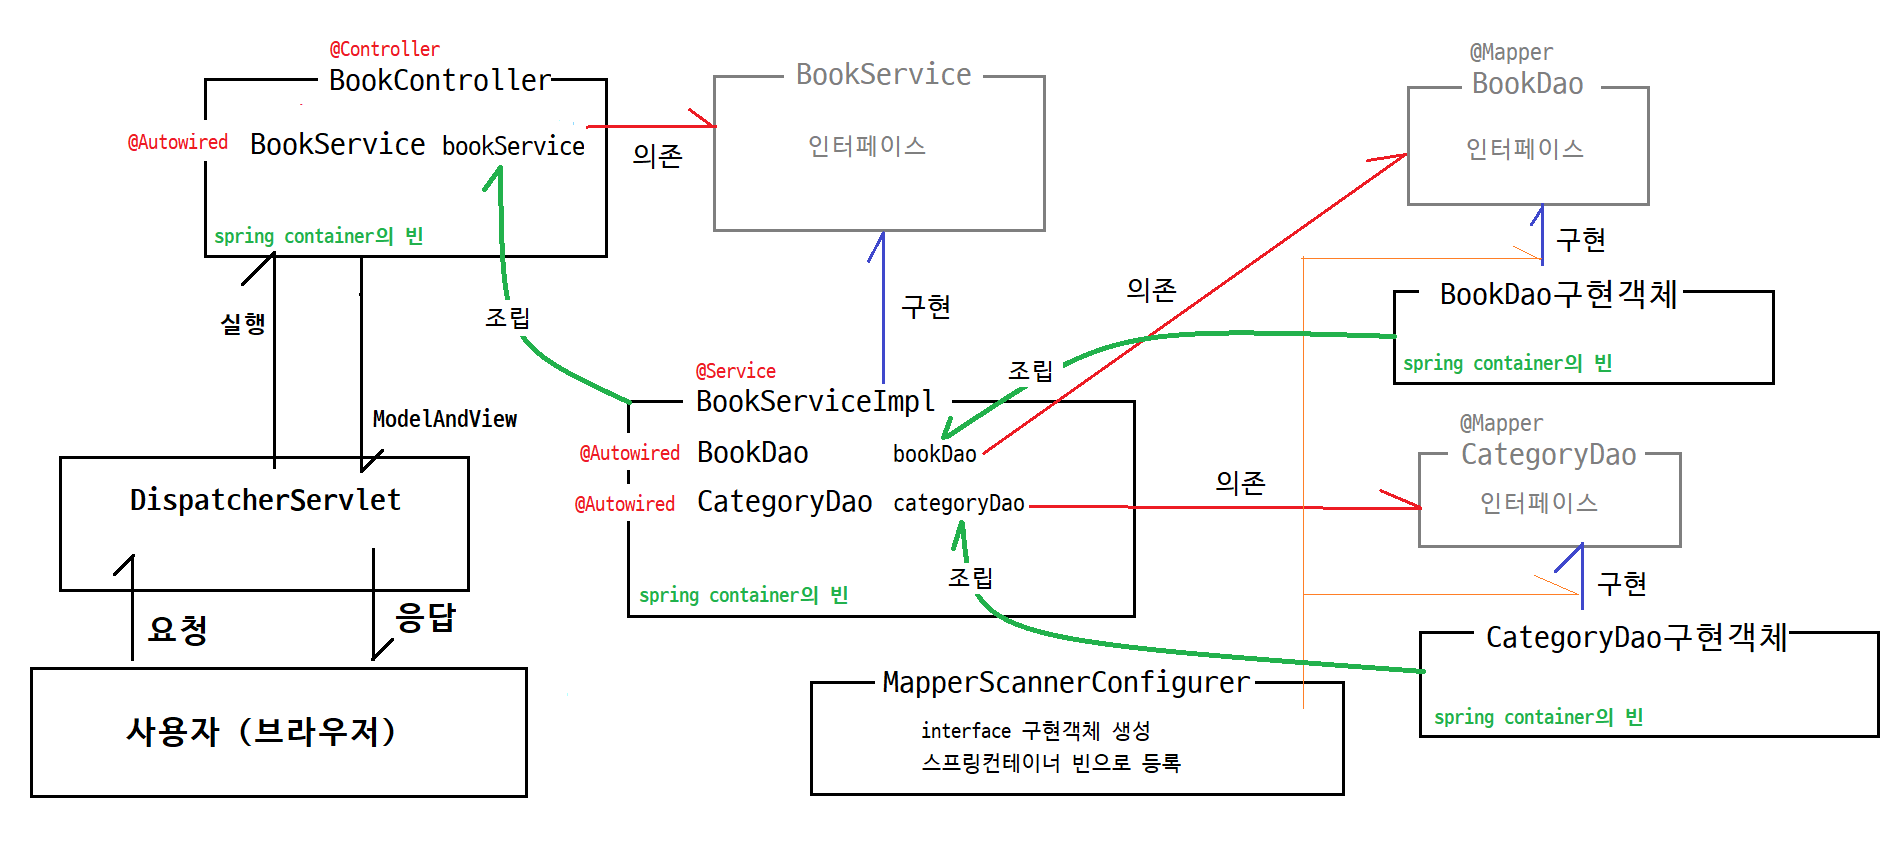 @Controller
BookController
@Autowired BookService bookService
spring container의 빈
의존
BookService
인터페이스
@Mapper
BookDao
인터페이스
구현
의존
BookDao구현객체
spring container의 빈
실행
조립
구현
조립
ModelAndView
@Service
BookServiceImpl
@Autowired BookDao bookDao
@Autowired CategoryDao categoryDao
spring container의 빈
의존
@Mapper
CategoryDao
인터페이스
구현
조립
CategoryDao구현객체
spring container의 빈
DispatcherServlet
요청
응답
사용자 (브라우저)
MapperScannerConfigurer
interface 구현객체 생성
스프링컨테이너 빈으로 등록